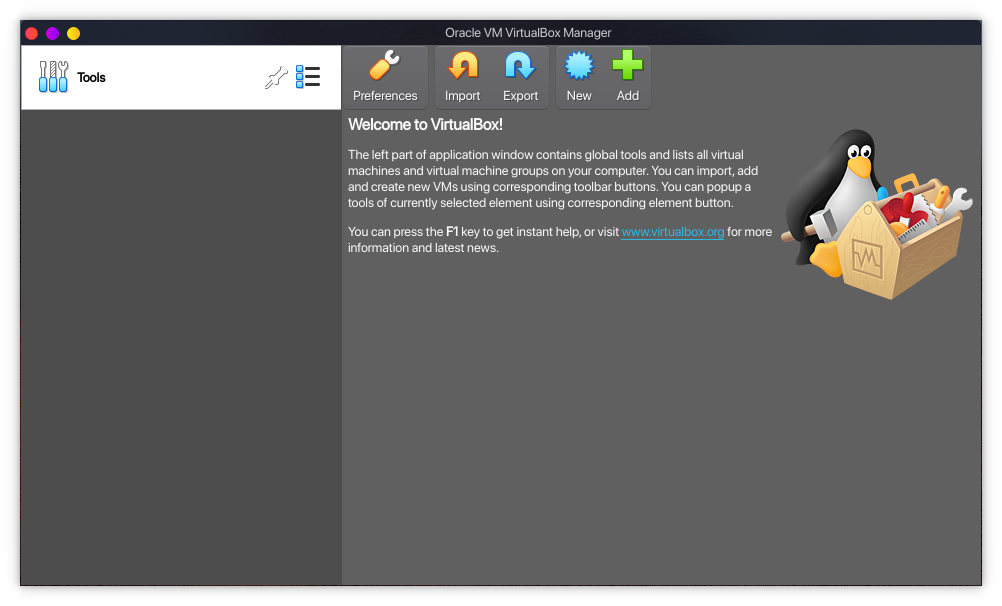 Oracle VM VirtualBox Manager
Tools
Preferences
Import
Export
New
Add
Welcome to VirtualBox!
The left part of application window contains global tools and lists all virtual
machines and virtual machine groups on your computer. You can import, add
and create new VMs using corresponding toolbar buttons. You can popup a
tools of currently selected element using corresponding element button.
You can press the F1 key to get instant help, or visit www.virtualbox.org for more
information and latest news.